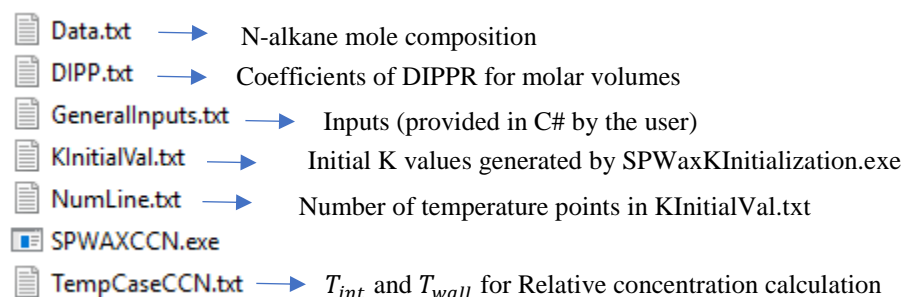 Data.txt N-alkane mole composition
DIPP.txt Coefficients of DIPPR for molar volumes
GeneralInputs.txt Inputs (provided in C# by the user)
KInitialVal.txt Initial K values generated by SPWaxKInitialization.exe
NumLine.txt Number of temperature points in KInitialVal.txt
SPWAXCCN.exe
TempCaseCCN.txt T_int and T_wall for Relative concentration calculation